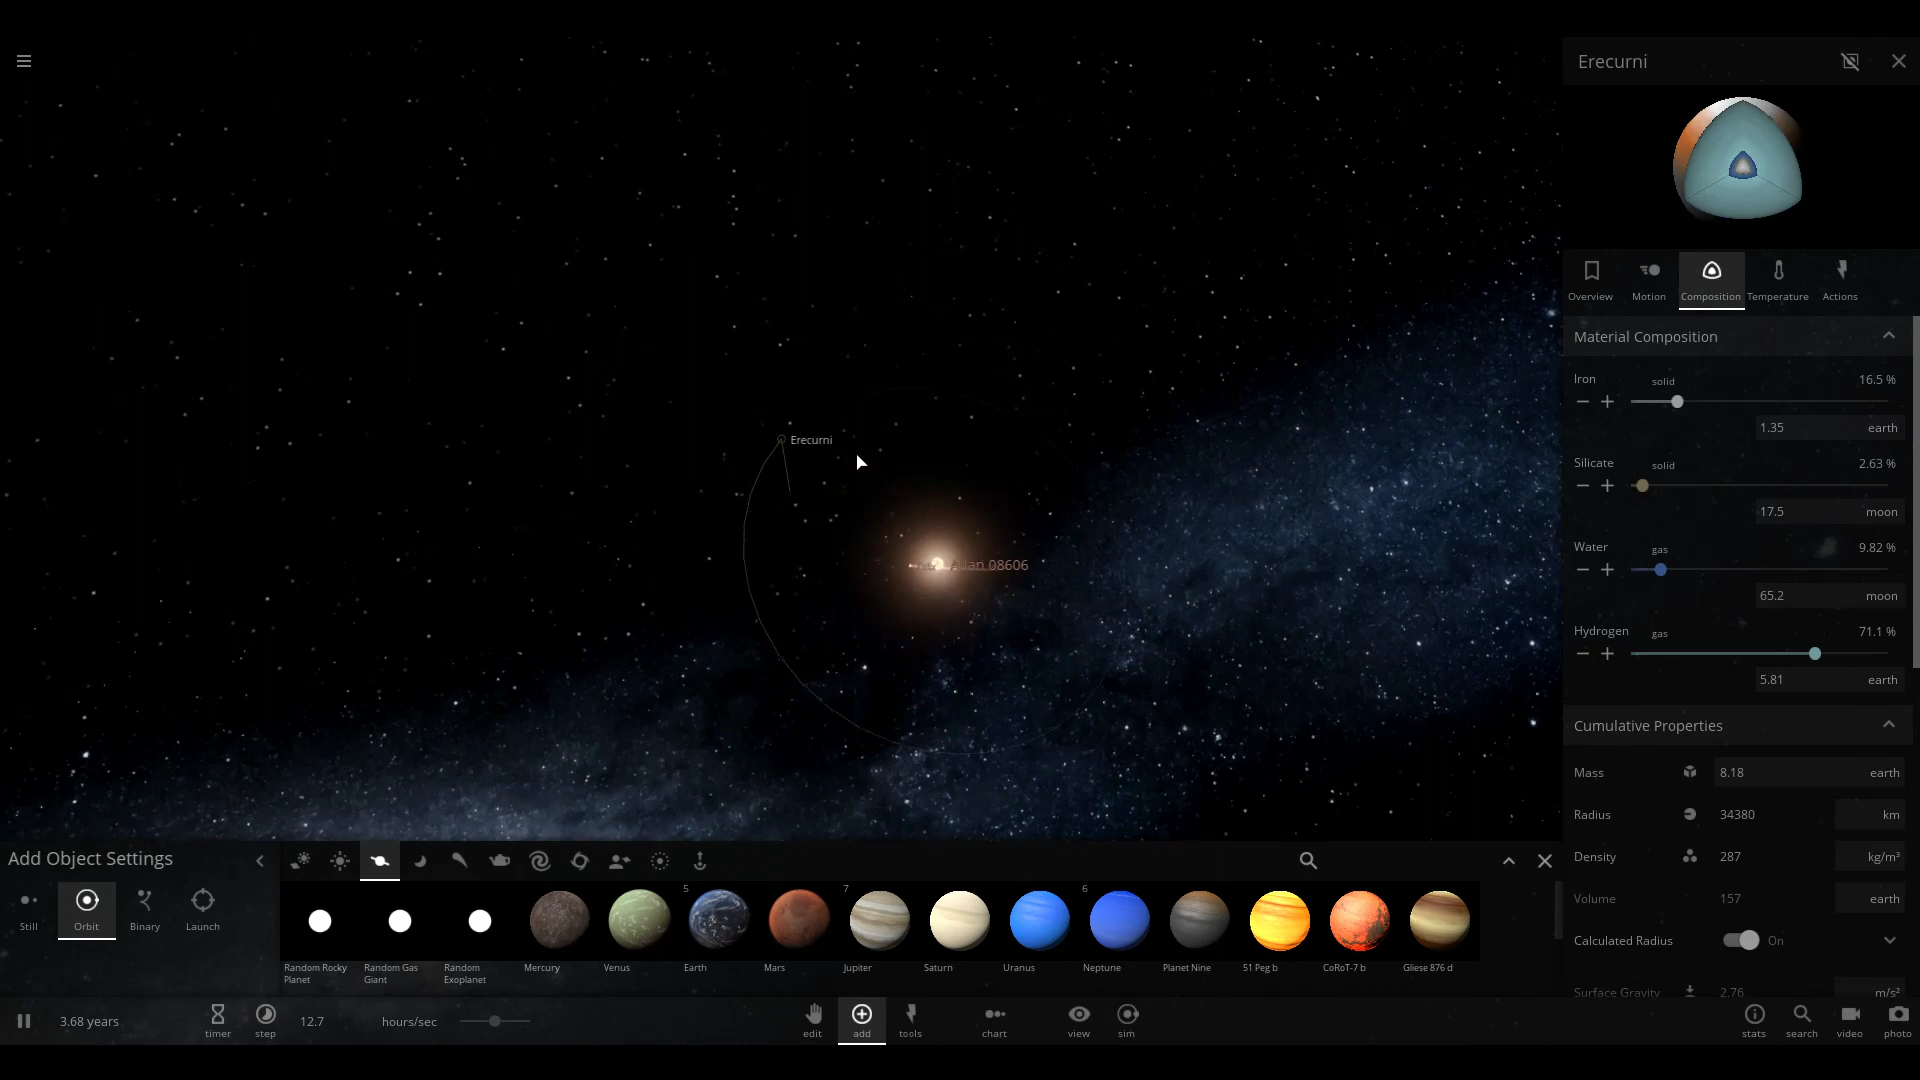 Erecurni
Overview Motion Composition Temperature Actions
Material Composition
Iron solid 16.5 %
1.35 earth
Silicate solid 2.63 %
17.5 moon
Water gas 9.82 %
65.2 moon
Hydrogen gas 71.1 %
5.81 earth
Cumulative Properties
Mass 8.18 earth
Radius 34380 km
Density 287 kg/m³
Volume 157 earth
Calculated Radius On
Surface Gravity 2.76 m/s²
Erecurni
08606
Add Object Settings
Still Orbit Binary Launch
5 7 6
Random Rocky Planet
Random Gas Giant
Random Exoplanet
Mercury Venus Earth Mars Jupiter Saturn Uranus Neptune Planet Nine 51 Peg b CoRoT-7 b Gliese 876 d
3.68 years timer step 12.7 hours/sec edit add tools chart view sim stats search video photo